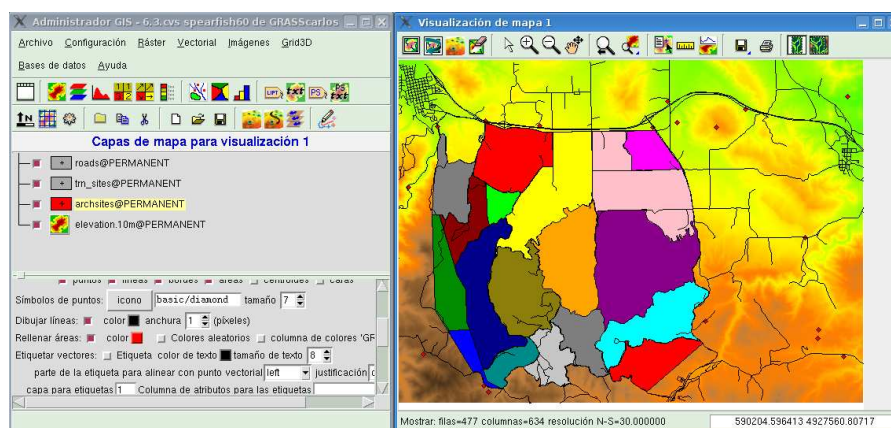 Administrador GIS - 6.3.cvs spearfish60 de GRASScarlos
Archivo Configuración Ráster Vectorial Imágenes Grid3D
Bases de datos Ayuda
Capas de mapa para visualización 1
roads@PERMANENT
trn_sites@PERMANENT
archsites@PERMANENT
elevation.10m@PERMANENT
puntos líneas bordes áreas centroides caras
Símbolos de puntos: icono basic/diamond tamaño 7
Dibujar líneas: color anchura 1 (píxeles)
Rellenar áreas: color Colores aleatorios columna de colores 'GF
Etiquetar vectores: Etiqueta color de texto tamaño de texto 8
parte de la etiqueta para alinear con punto vectorial left justificación c
capa para etiquetas 1 Columna de atributos para las etiquetas
Visualización de mapa 1
Mostrar: filas=477 columnas=634 resolución N-S=30.000000
590204.596413 4927560.80717